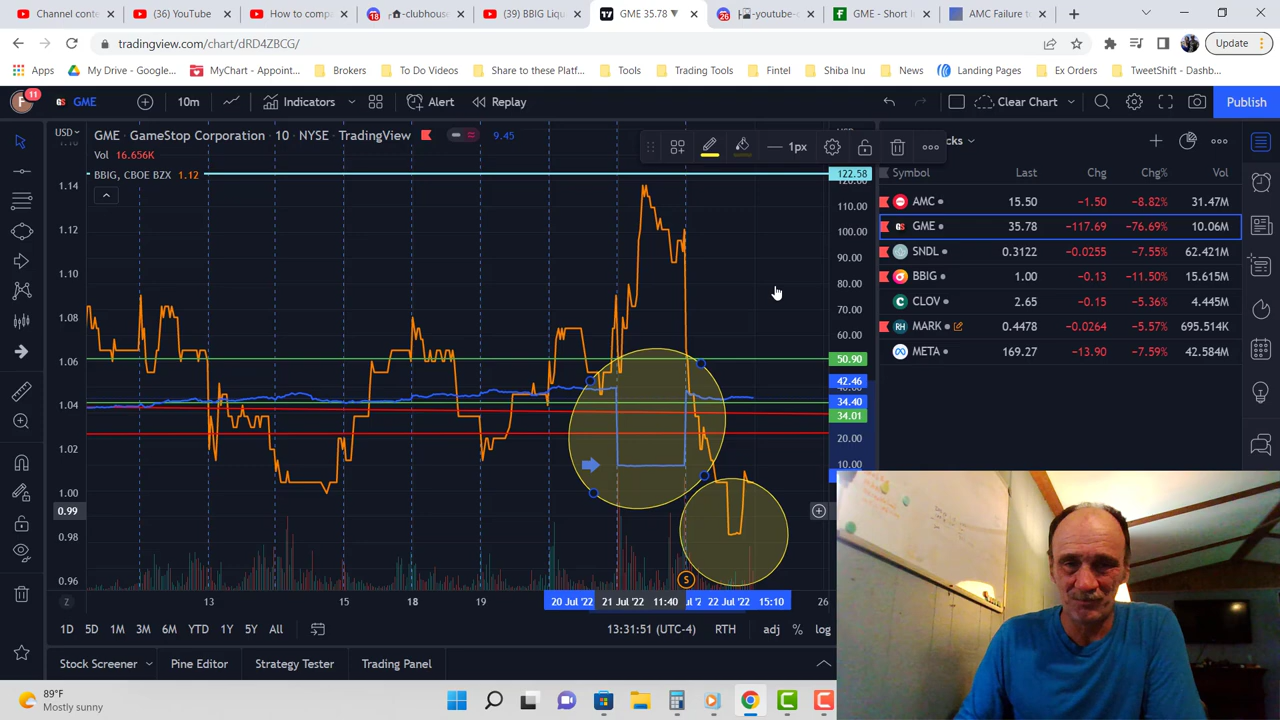 Channel conten
(36) YouTube
How to compa
18
-clubhouse
(39) BBIG Liqu
GME 35.78
26
-youtube-
GME - Short I
AMC Failure to
tradingview.com/chart/dRD4ZBCG/
Update
Apps
My Drive - Google...
MyChart - Appoint...
Brokers
To Do Videos
Share to these Platf...
Tools
Trading Tools
Fintel
Shiba Inu
News
Landing Pages
Ex Orders
TweetShift - Dashb...
F
11
GME
10m
Indicators
Alert
Replay
Clear Chart
Publish
USD
GME · GameStop Corporation · 10 · NYSE · TradingView
9.45
Vol 16.656K
BBIG, CBOE BZX 1.12
1px
1.14
1.12
1.10
1.08
1.06
1.04
1.02
1.00
0.99
0.98
0.96
122.58
110.00
100.00
90.00
80.00
70.00
60.00
50.90
42.46
34.40
34.01
20.00
10.00
S
Z
13
15
18
19
20 Jul '22
21 Jul '22 11:40
22 Jul '22 15:10
26
1D
5D
1M
3M
6M
YTD
1Y
5Y
All
13:31:51 (UTC-4)
RTH
adj
%
log
Stock Screener
Pine Editor
Strategy Tester
Trading Panel
cks
Symbol Last Chg Chg% Vol
AMC 15.50 −1.50 −8.82% 31.47M
GME 35.78 −117.69 −76.69% 10.06M
SNDL 0.3122 −0.0255 −7.55% 62.421M
BBIG 1.00 −0.13 −11.50% 15.615M
CLOV 2.65 −0.15 −5.36% 4.445M
MARK 0.4478 −0.0264 −5.57% 695.514K
META 169.27 −13.90 −7.59% 42.584M
89°F
Mostly sunny